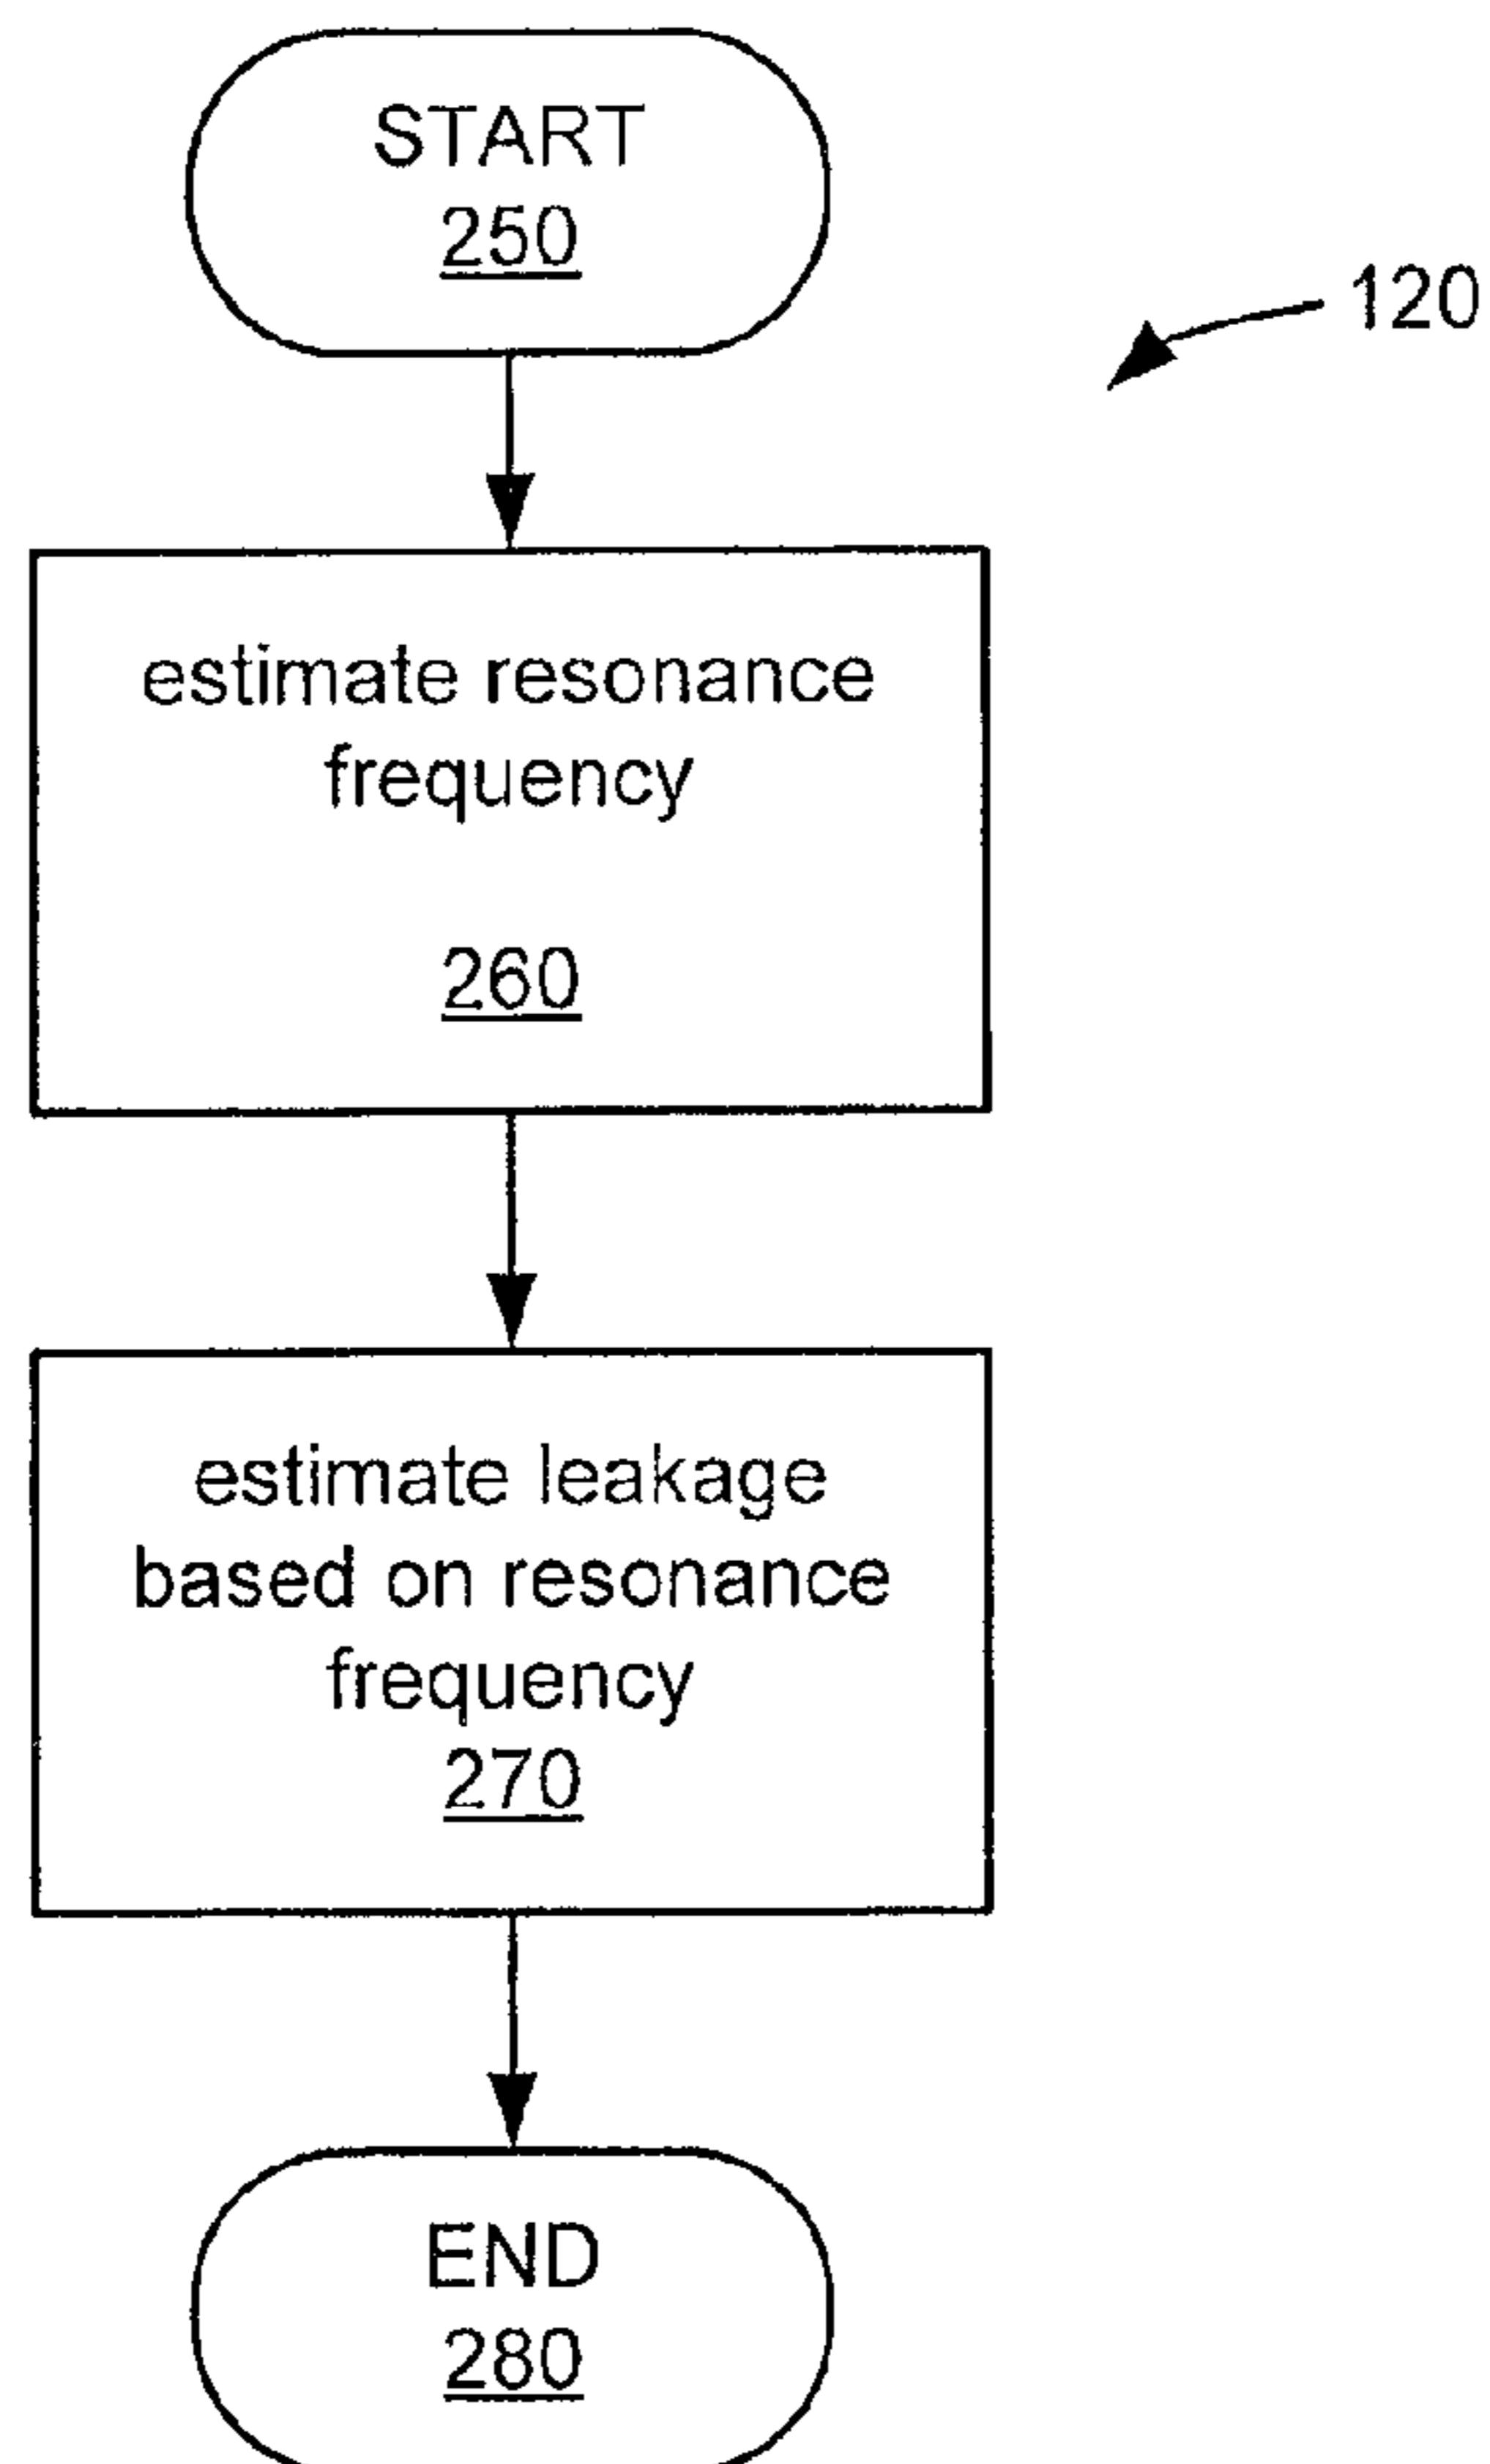 START
250
120
estimate resonance
frequency
260
estimate leakage
based on resonance
frequency
270
END
280